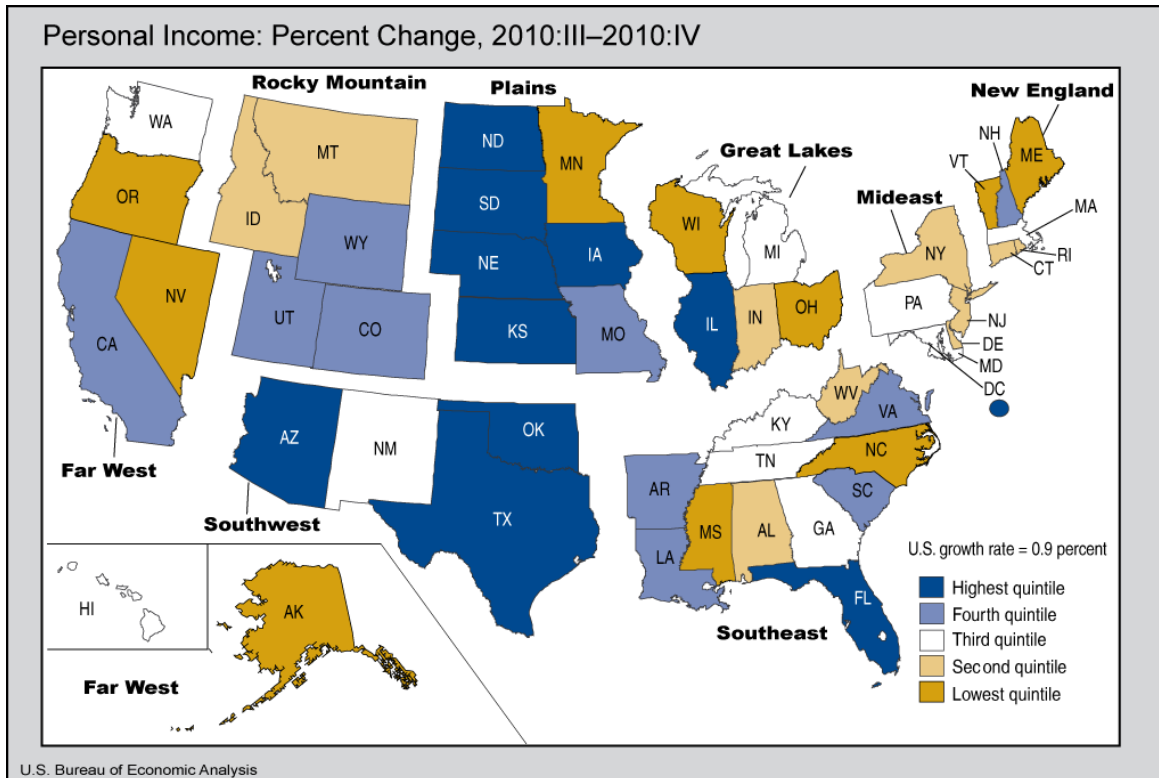 Personal Income: Percent Change, 2010:III–2010:IV
Rocky Mountain
Plains
New England
Great Lakes
Mideast
Far West
Southwest
Southeast
Far West
WA
OR
CA
NV
ID
MT
WY
UT
CO
ND
SD
NE
KS
MN
IA
MO
WI
MI
IL
IN
OH
NH
VT
ME
MA
RI
CT
NY
PA
NJ
DE
MD
DC
AZ
NM
OK
TX
WV
VA
KY
TN
NC
SC
AR
LA
MS
AL
GA
FL
HI
AK
U.S. growth rate = 0.9 percent
Highest quintile
Fourth quintile
Third quintile
Second quintile
Lowest quintile
U.S. Bureau of Economic Analysis